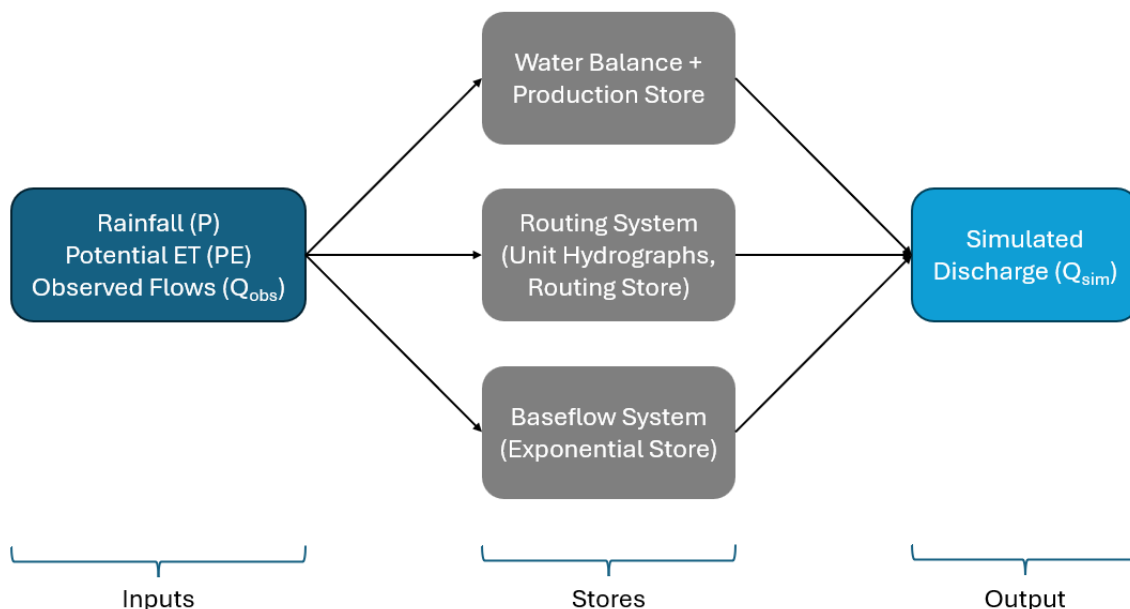 Water Balance +
Production Store
Rainfall (P)
Potential ET (PE)
Observed Flows (Qobs)
Routing System
(Unit Hydrographs,
Routing Store)
Simulated
Discharge (Qsim)
Baseflow System
(Exponential Store)
Inputs
Stores
Output